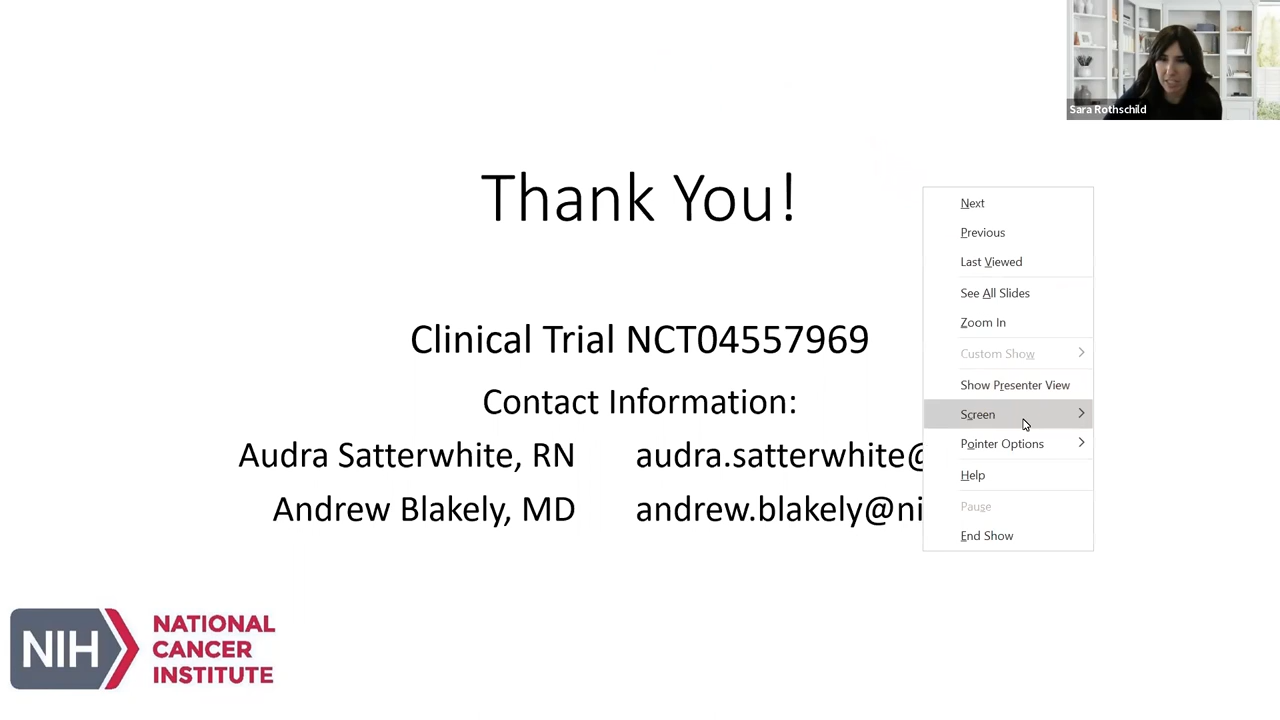 Sara Rothschild
Thank You!
Clinical Trial NCT04557969
Contact Information:
Audra Satterwhite, RN audra.satterwhite@
Andrew Blakely, MD andrew.blakely@ni
Next
Previous
Last Viewed
See All Slides
Zoom In
Custom Show
Show Presenter View
Screen
Pointer Options
Help
Pause
End Show
NIH
NATIONAL
CANCER
INSTITUTE